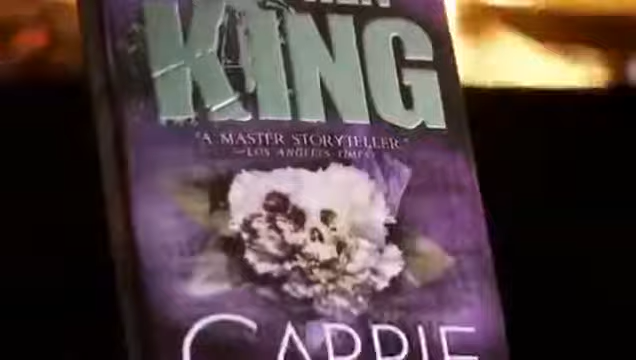 KING
"A MASTER STORYTELLER."
—LOS ANGELES TIMES
CARRIE